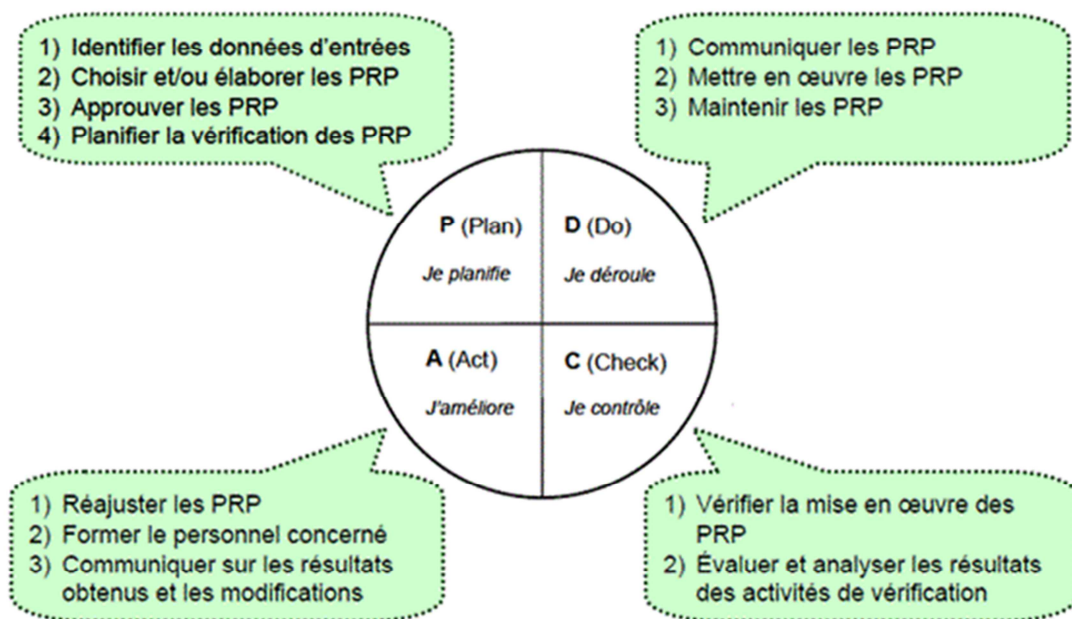 1) Identifier les données d'entrées
2) Choisir et/ou élaborer les PRP
3) Approuver les PRP
4) Planifier la vérification des PRP
1) Communiquer les PRP
2) Mettre en œuvre les PRP
3) Maintenir les PRP
P (Plan)
Je planifie
D (Do)
Je déroule
A (Act)
J'améliore
C (Check)
Je contrôle
1) Réajuster les PRP
2) Former le personnel concerné
3) Communiquer sur les résultats
obtenus et les modifications
1) Vérifier la mise en œuvre des
PRP
2) Évaluer et analyser les résultats
des activités de vérification